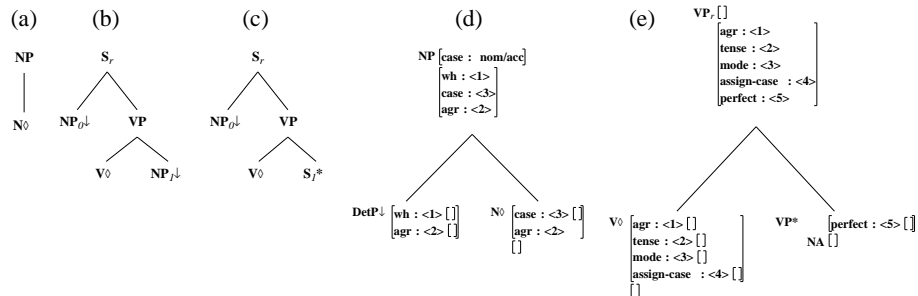 (a) (b) (c) (d) (e)
NP
N◊
S_r
NP_0↓ VP
V◊ NP_1↓
S_r
NP_0↓ VP
V◊ S_1*
NP [case : nom/acc]
wh : <1>
case : <3>
agr : <2>
DetP↓ [wh : <1> []
agr : <2> []]
N◊ [case : <3> []
agr : <2>
[]
VP_r []
agr : <1>
tense : <2>
mode : <3>
assign-case : <4>
perfect : <5>
V◊ [agr : <1> []
tense : <2> []
mode : <3> []
assign-case : <4> []
[]
VP* [perfect : <5> []]
NA []